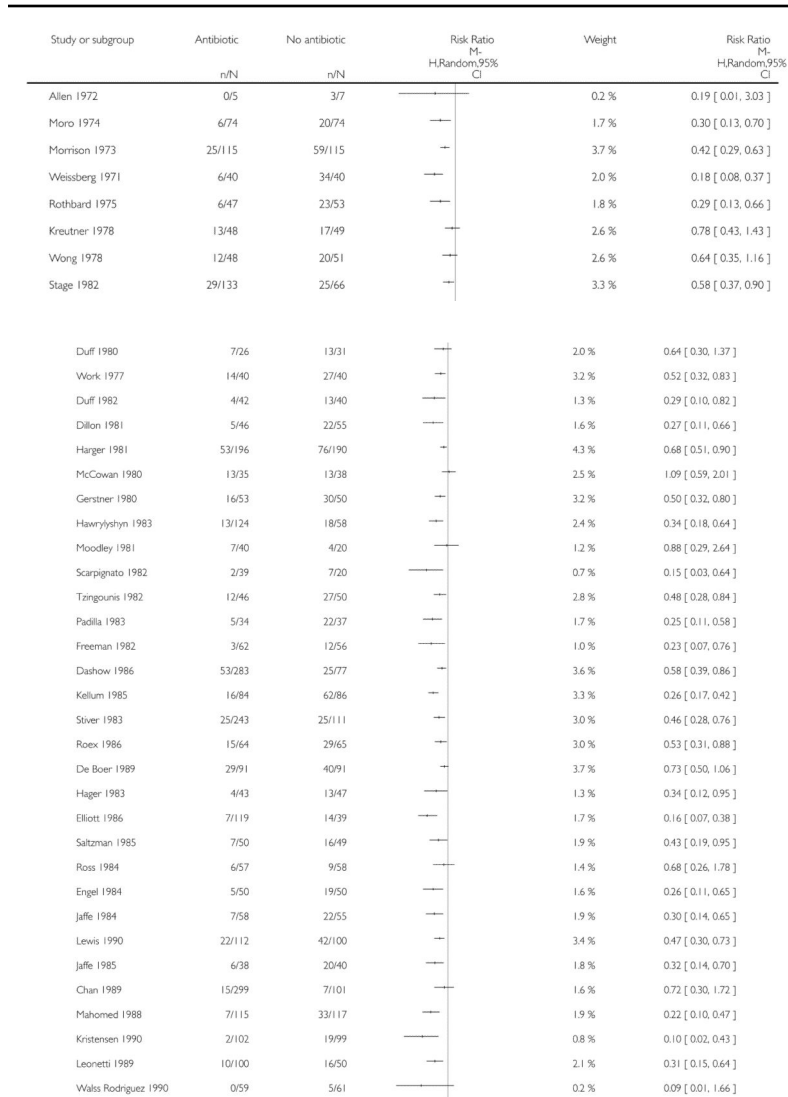 Study or subgroup Antibiotic No antibiotic Risk Ratio Weight Risk Ratio
M- M-
H,Random,95% H,Random,95%
n/N n/N CI CI
Allen 1972 0/5 3/7 0.2 % 0.19 [ 0.01, 3.03 ]
Moro 1974 6/74 20/74 1.7 % 0.30 [ 0.13, 0.70 ]
Morrison 1973 25/115 59/115 3.7 % 0.42 [ 0.29, 0.63 ]
Weissberg 1971 6/40 34/40 2.0 % 0.18 [ 0.08, 0.37 ]
Rothbard 1975 6/47 23/53 1.8 % 0.29 [ 0.13, 0.66 ]
Kreutner 1978 13/48 17/49 2.6 % 0.78 [ 0.43, 1.43 ]
Wong 1978 12/48 20/51 2.6 % 0.64 [ 0.35, 1.16 ]
Stage 1982 29/133 25/66 3.3 % 0.58 [ 0.37, 0.90 ]
Duff 1980 7/26 13/31 2.0 % 0.64 [ 0.30, 1.37 ]
Work 1977 14/40 27/40 3.2 % 0.52 [ 0.32, 0.83 ]
Duff 1982 4/42 13/40 1.3 % 0.29 [ 0.10, 0.82 ]
Dillon 1981 5/46 22/55 1.6 % 0.27 [ 0.11, 0.66 ]
Harger 1981 53/196 76/190 4.3 % 0.68 [ 0.51, 0.90 ]
McCowan 1980 13/35 13/38 2.5 % 1.09 [ 0.59, 2.01 ]
Gerstner 1980 16/53 30/50 3.2 % 0.50 [ 0.32, 0.80 ]
Hawrylyshyn 1983 13/124 18/58 2.4 % 0.34 [ 0.18, 0.64 ]
Moodley 1981 7/40 4/20 1.2 % 0.88 [ 0.29, 2.64 ]
Scarpignato 1982 2/39 7/20 0.7 % 0.15 [ 0.03, 0.64 ]
Tzingounis 1982 12/46 27/50 2.8 % 0.48 [ 0.28, 0.84 ]
Padilla 1983 5/34 22/37 1.7 % 0.25 [ 0.11, 0.58 ]
Freeman 1982 3/62 12/56 1.0 % 0.23 [ 0.07, 0.76 ]
Dashow 1986 53/283 25/77 3.6 % 0.58 [ 0.39, 0.86 ]
Kellum 1985 16/84 62/86 3.3 % 0.26 [ 0.17, 0.42 ]
Stiver 1983 25/243 25/111 3.0 % 0.46 [ 0.28, 0.76 ]
Roex 1986 15/64 29/65 3.0 % 0.53 [ 0.31, 0.88 ]
De Boer 1989 29/91 40/91 3.7 % 0.73 [ 0.50, 1.06 ]
Hager 1983 4/43 13/47 1.3 % 0.34 [ 0.12, 0.95 ]
Elliott 1986 7/119 14/39 1.7 % 0.16 [ 0.07, 0.38 ]
Saltzman 1985 7/50 16/49 1.9 % 0.43 [ 0.19, 0.95 ]
Ross 1984 6/57 9/58 1.4 % 0.68 [ 0.26, 1.78 ]
Engel 1984 5/50 19/50 1.6 % 0.26 [ 0.11, 0.65 ]
Jaffe 1984 7/58 22/55 1.9 % 0.30 [ 0.14, 0.65 ]
Lewis 1990 22/112 42/100 3.4 % 0.47 [ 0.30, 0.73 ]
Jaffe 1985 6/38 20/40 1.8 % 0.32 [ 0.14, 0.70 ]
Chan 1989 15/299 7/101 1.6 % 0.72 [ 0.30, 1.72 ]
Mahomed 1988 7/115 33/117 1.9 % 0.22 [ 0.10, 0.47 ]
Kristensen 1990 2/102 19/99 0.8 % 0.10 [ 0.02, 0.43 ]
Leonetti 1989 10/100 16/50 2.1 % 0.31 [ 0.15, 0.64 ]
Walss Rodriguez 1990 0/59 5/61 0.2 % 0.09 [ 0.01, 1.66 ]